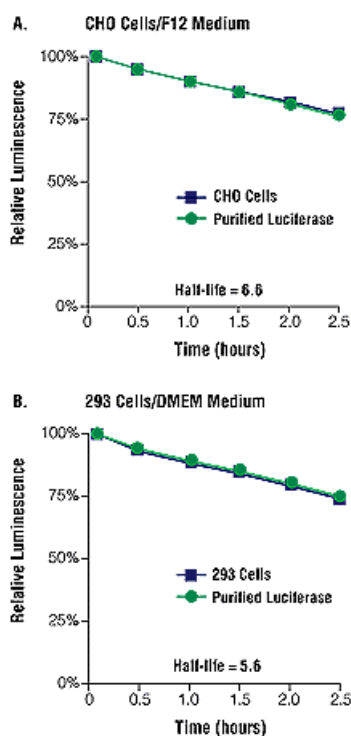 A. CHO Cells/F12 Medium
100%
75%
50%
25%
0%
Relative Luminescence
CHO Cells
Purified Luciferase
Half-life = 6.6
0 0.5 1.0 1.5 2.0 2.5
Time (hours)
B. 293 Cells/DMEM Medium
100%
75%
50%
25%
0%
Relative Luminescence
293 Cells
Purified Luciferase
Half-life = 5.6
0 0.5 1.0 1.5 2.0 2.5
Time (hours)